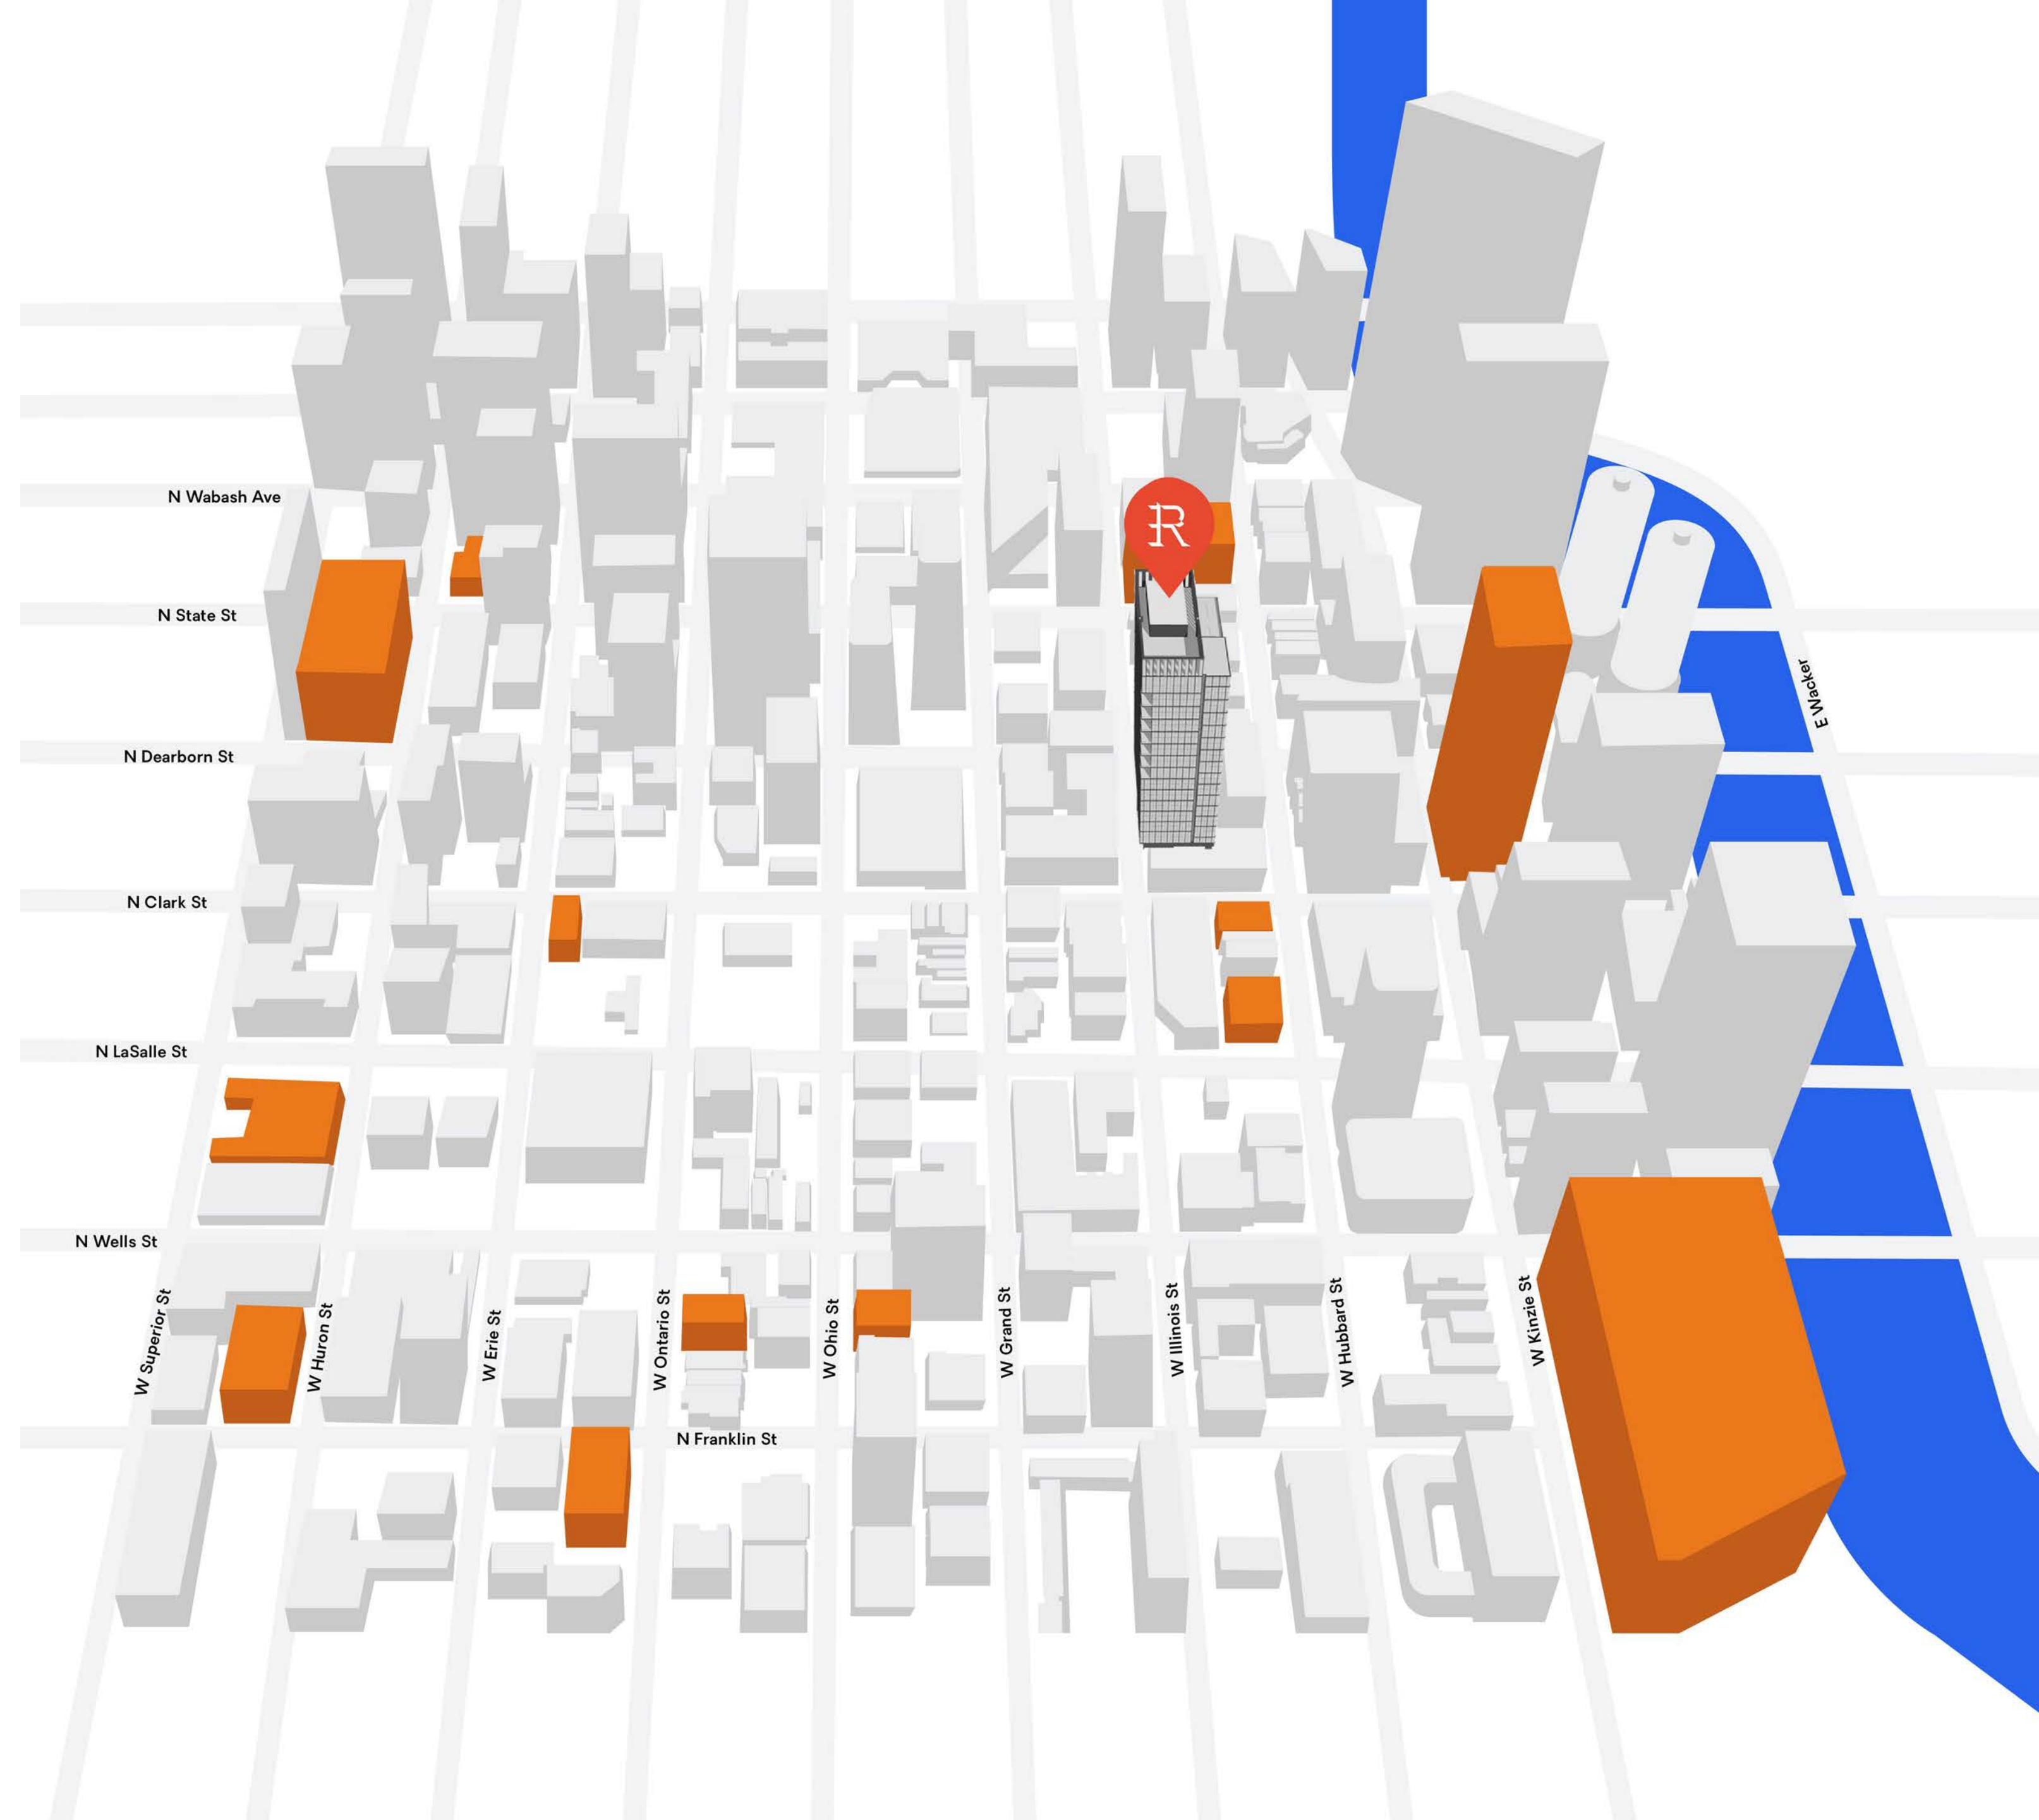 R
N Wabash Ave
N State St
E Wacker
N Dearborn St
N Clark St
N LaSalle St
N Wells St
W Superior St
W Huron St
W Erie St
W Ontario St
W Ohio St
W Grand St
W Illinois St
W Hubbard St
W Kinzie St
N Franklin St